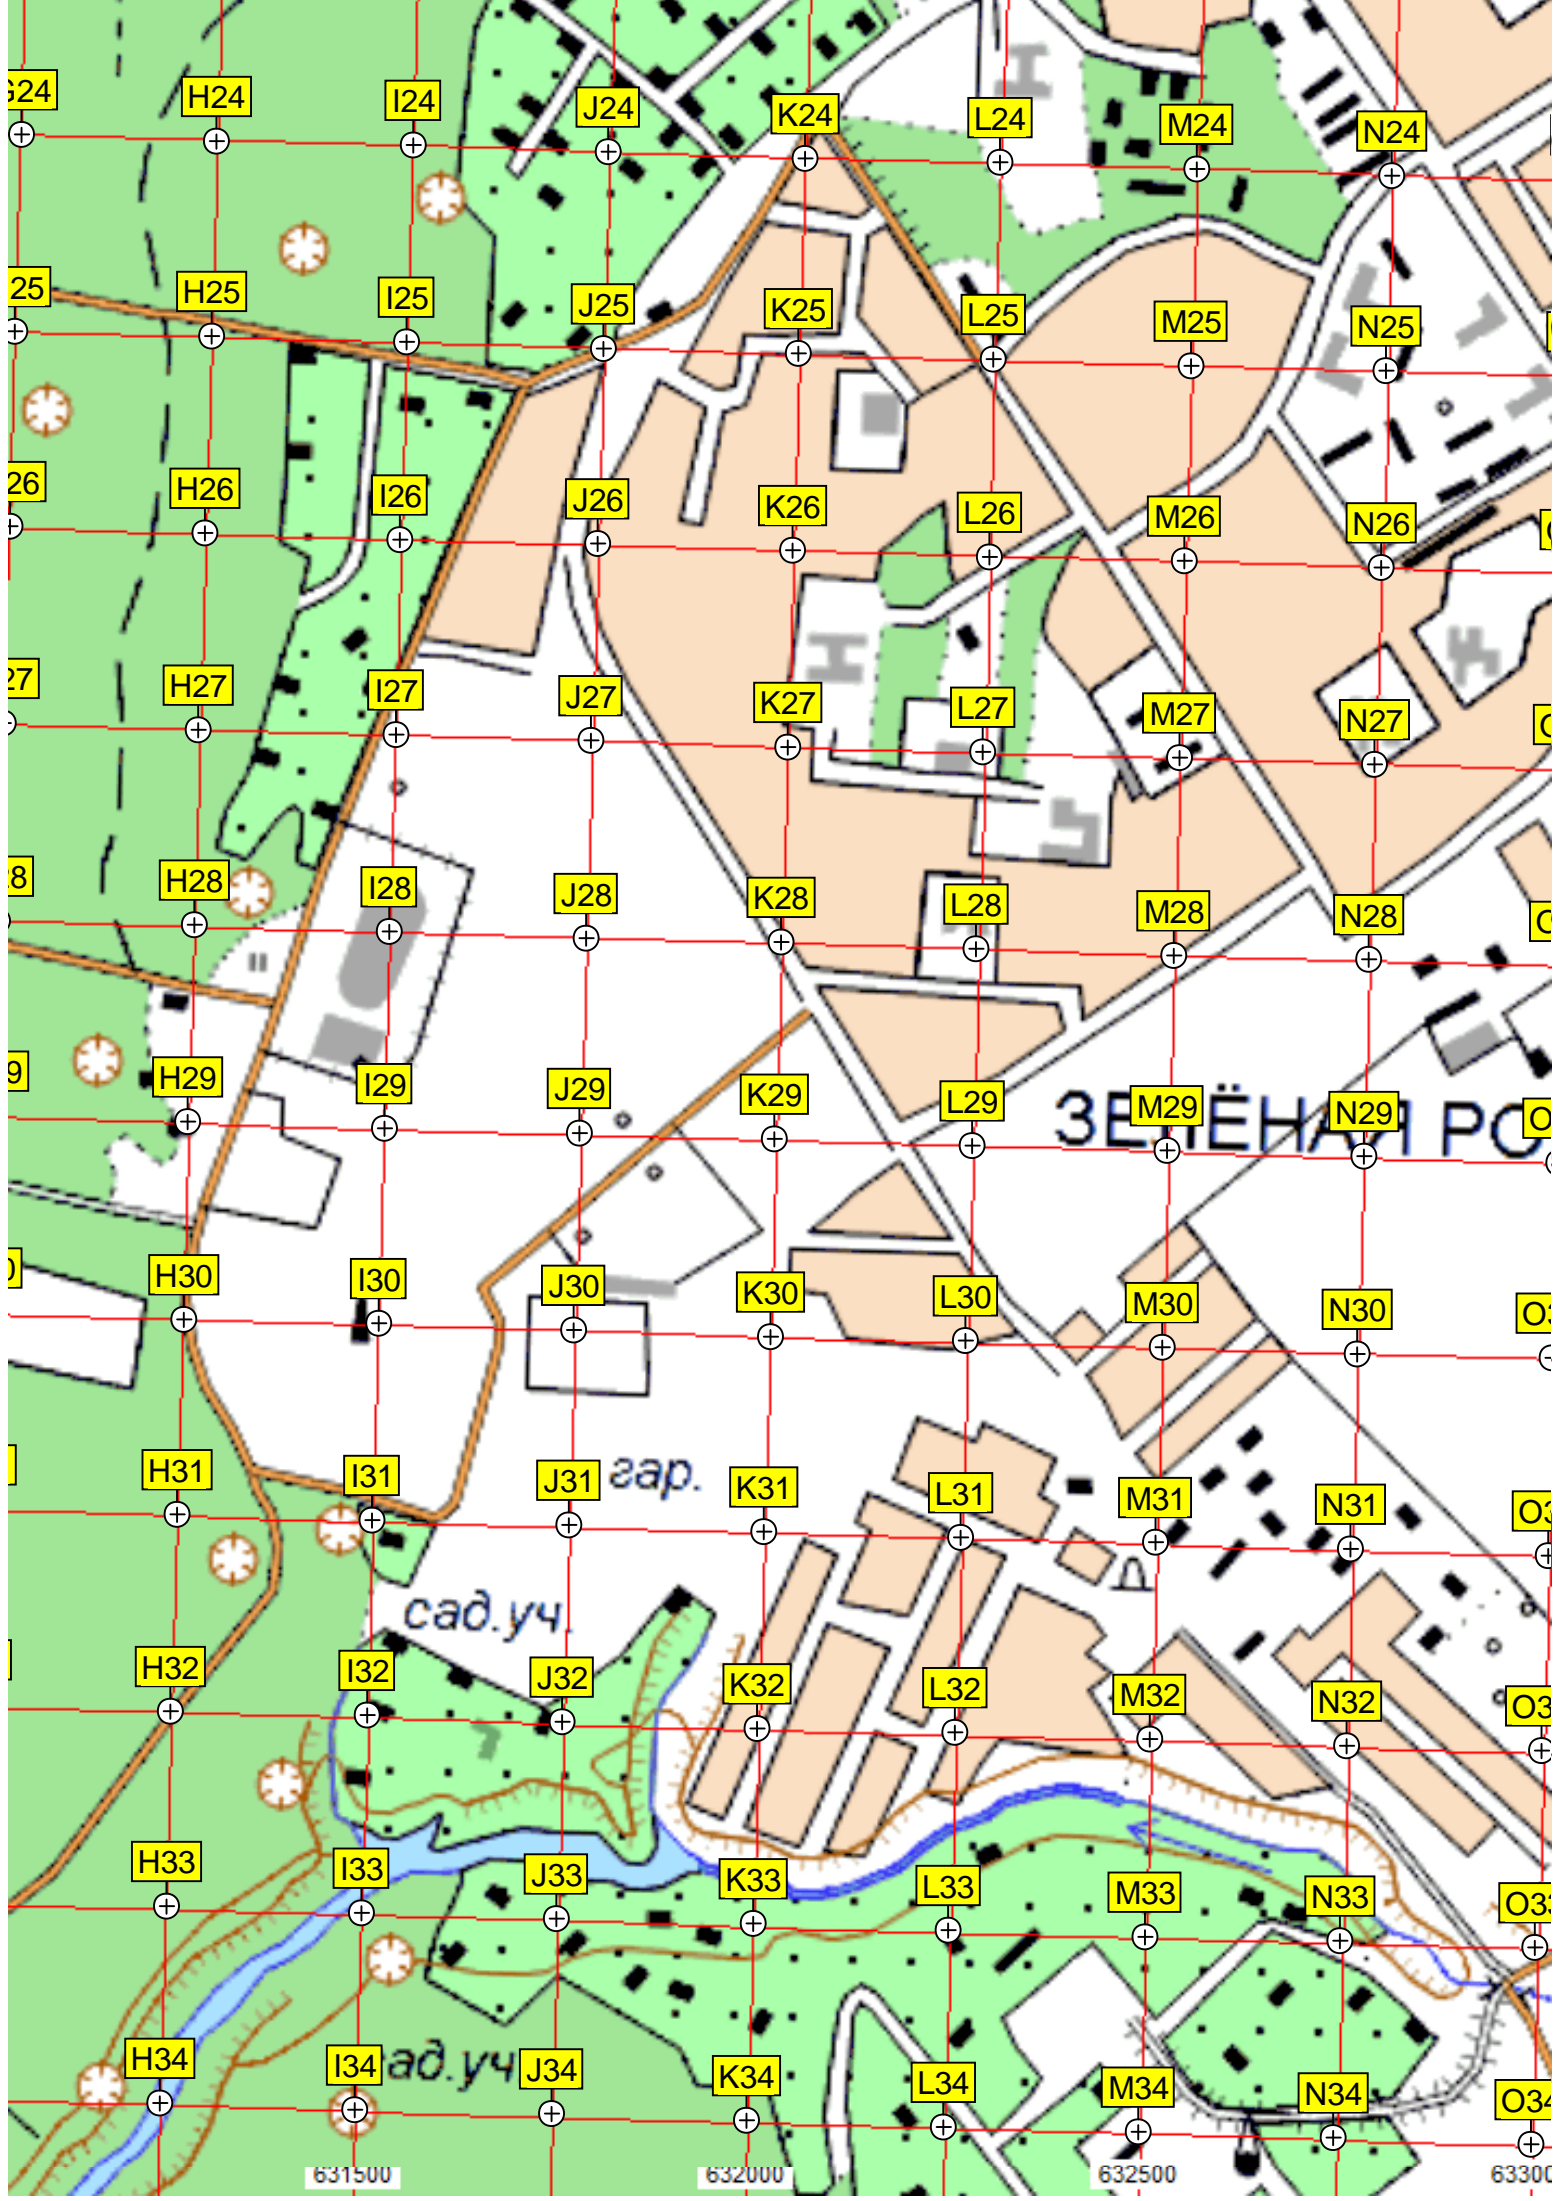 H24 I24 J24 K24 L24 M24 N24
H25 I25 J25 K25 L25 M25 N25
H26 I26 J26 K26 L26 M26 N26
H27 I27 J27 K27 L27 M27 N27
H28 I28 J28 K28 L28 M28 N28
H29 I29 J29 K29 L29 M29 N29
H30 I30 J30 K30 L30 M30 N30
гар.
H31 I31 J31 K31 L31 M31 N31
сад.уч.
H32 I32 J32 K32 L32 M32 N32
H33 I33 J33 K33 L33 M33 N33
H34 I34 J34 K34 L34 M34 N34 O34
631500 632000 632500